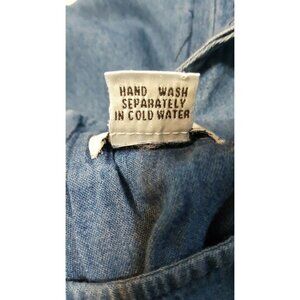 HAND WASH
SEPARATELY
IN COLD WATER